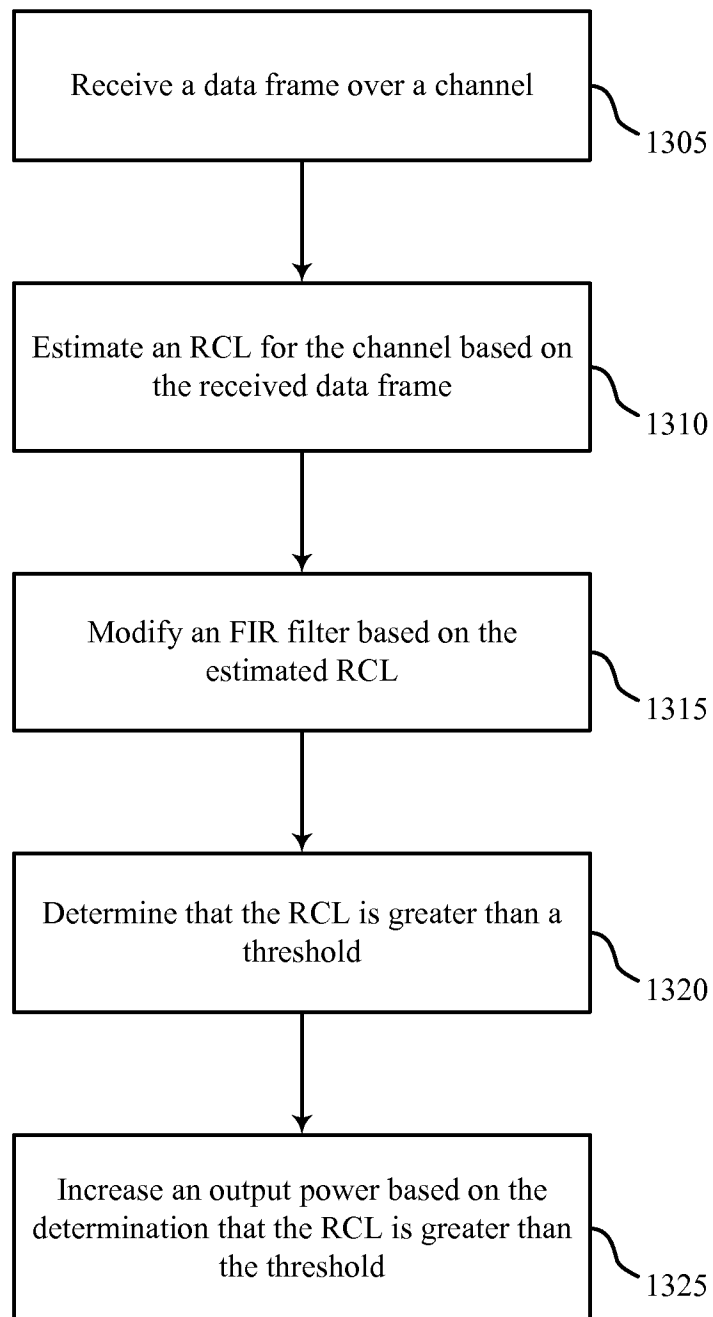 Receive a data frame over a channel
1305
Estimate an RCL for the channel based on
the received data frame
1310
Modify an FIR filter based on the
estimated RCL
1315
Determine that the RCL is greater than a
threshold
1320
Increase an output power based on the
determination that the RCL is greater than
the threshold
1325